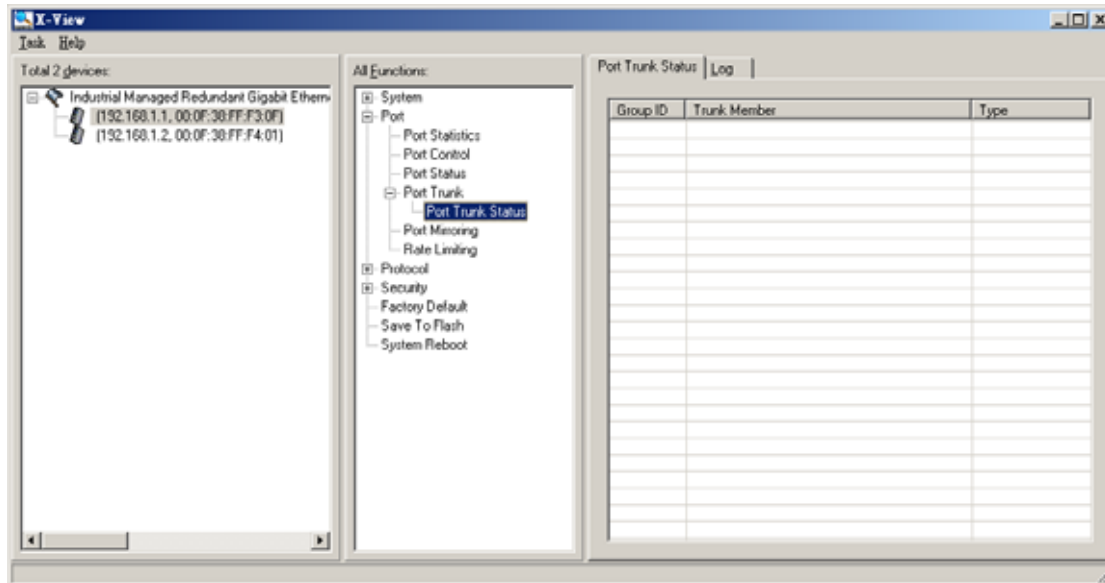 X-View
Task Help
Total 2 devices:
Industrial Managed Redundant Gigabit Ethern
(192.168.1.1, 00:0F:38:FF:F3:0F)
(192.168.1.2, 00:0F:38:FF:F4:01)
All Functions:
System
Port
Port Statistics
Port Control
Port Status
Port Trunk
Port Trunk Status
Port Mirroring
Rate Limiting
Protocol
Security
Factory Default
Save To Flash
System Reboot
Port Trunk Status Log
Group ID Trunk Member Type